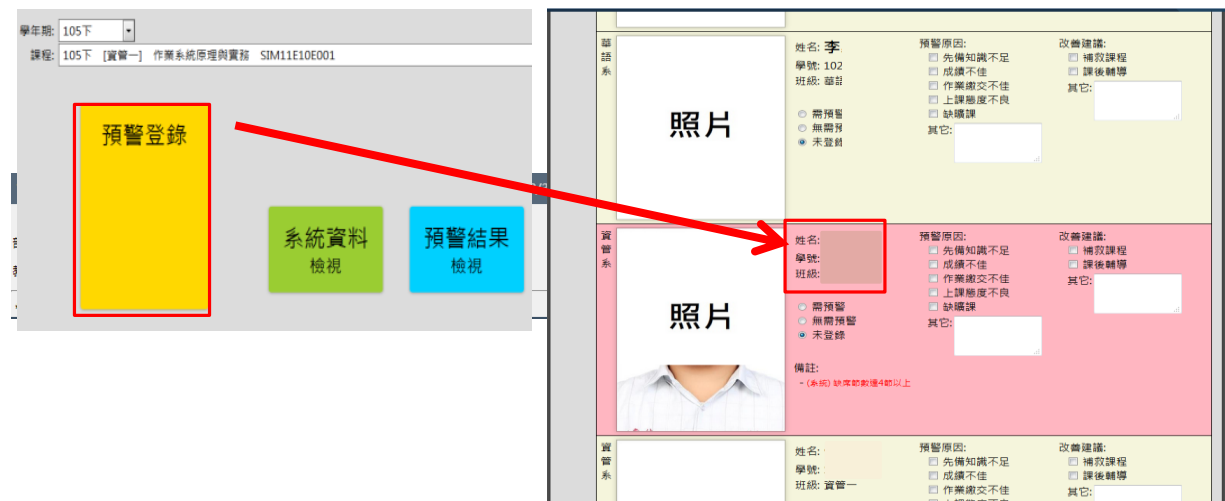 學年期: 105下
課程: 105下 [資管一] 作業系統原理與實務 SIM11E10E001
預警登錄
系統資料
檢視
預警結果
檢視
華語系
照片
姓名: 李
學號: 102
班級: 華語
需預警
無需預
未登錄
預警原因:
先備知識不足
成績不佳
作業繳交不佳
上課態度不良
缺曠課
其它:
改善建議:
補救課程
課後輔導
其它:
資管系
照片
姓名:
學號:
班級:
需預警
無需預警
未登錄
備註:
- (系統) 缺席節數達4節以上
預警原因:
先備知識不足
成績不佳
作業繳交不佳
上課態度不良
缺曠課
其它:
改善建議:
補救課程
課後輔導
其它:
資管系
姓名:
學號:
班級: 資管一
預警原因:
先備知識不足
成績不佳
作業繳交不佳
改善建議:
補救課程
課後輔導
其它: